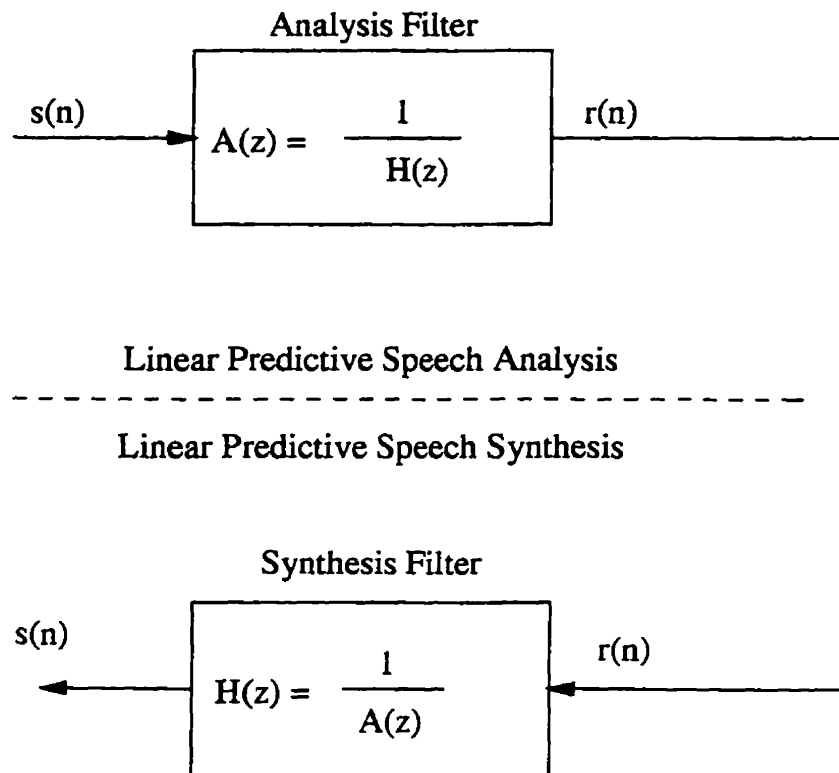 Analysis Filter
s(n)
A(z) = 1 / H(z)
r(n)
Linear Predictive Speech Analysis
Linear Predictive Speech Synthesis
Synthesis Filter
s(n)
H(z) = 1 / A(z)
r(n)